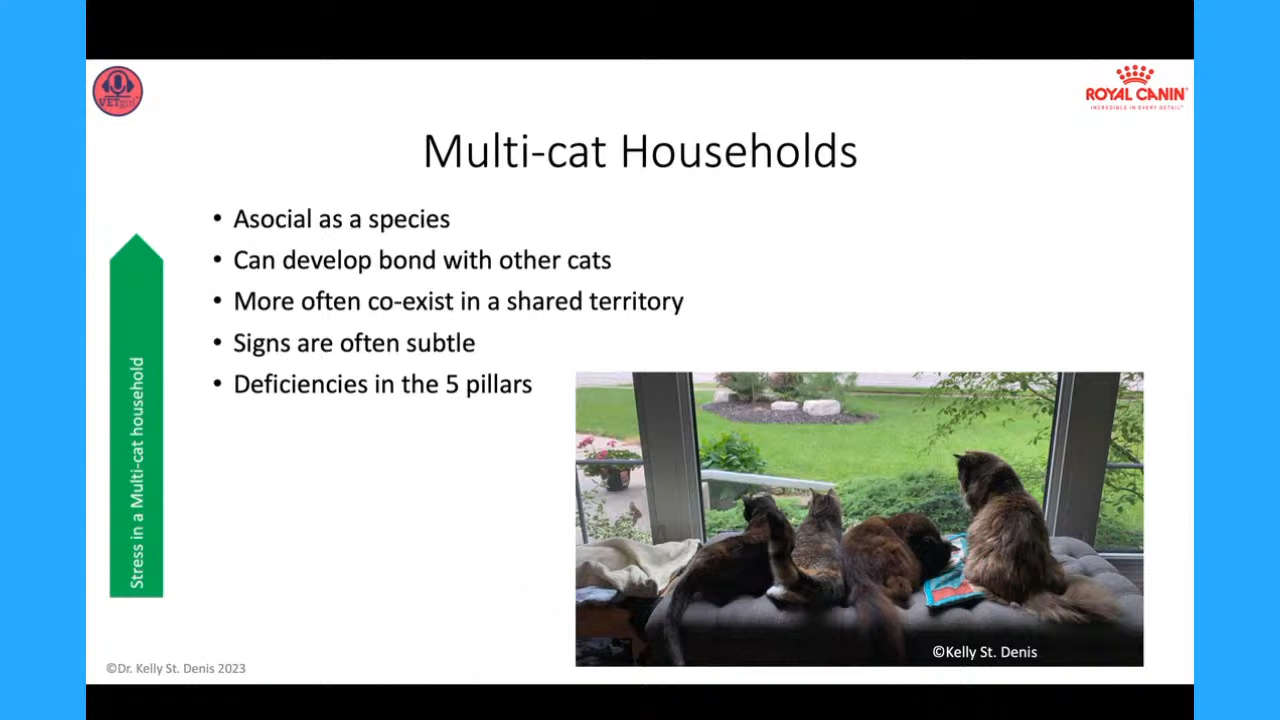 VETgirl
ROYAL CANIN
INCREDIBLE IN EVERY DETAIL
Multi-cat Households
• Asocial as a species
• Can develop bond with other cats
• More often co-exist in a shared territory
• Signs are often subtle
• Deficiencies in the 5 pillars
Stress in a Multi-cat household
©Kelly St. Denis
©Dr. Kelly St. Denis 2023